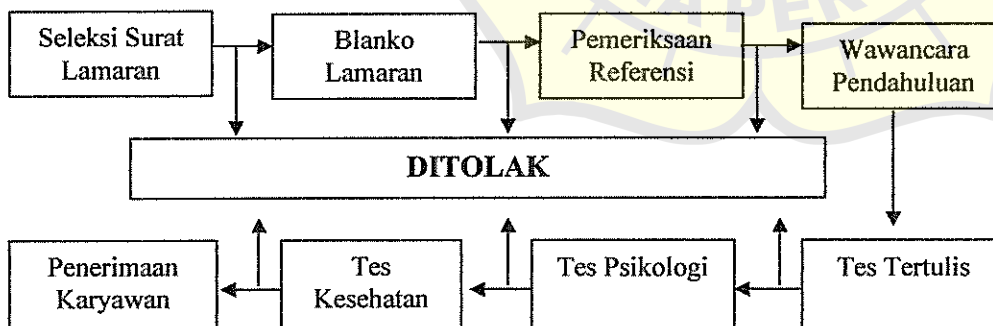 Seleksi Surat
Lamaran
Blanko
Lamaran
Pemeriksaan
Referensi
Wawancara
Pendahuluan
DITOLAK
Penerimaan
Karyawan
Tes
Kesehatan
Tes Psikologi
Tes Tertulis